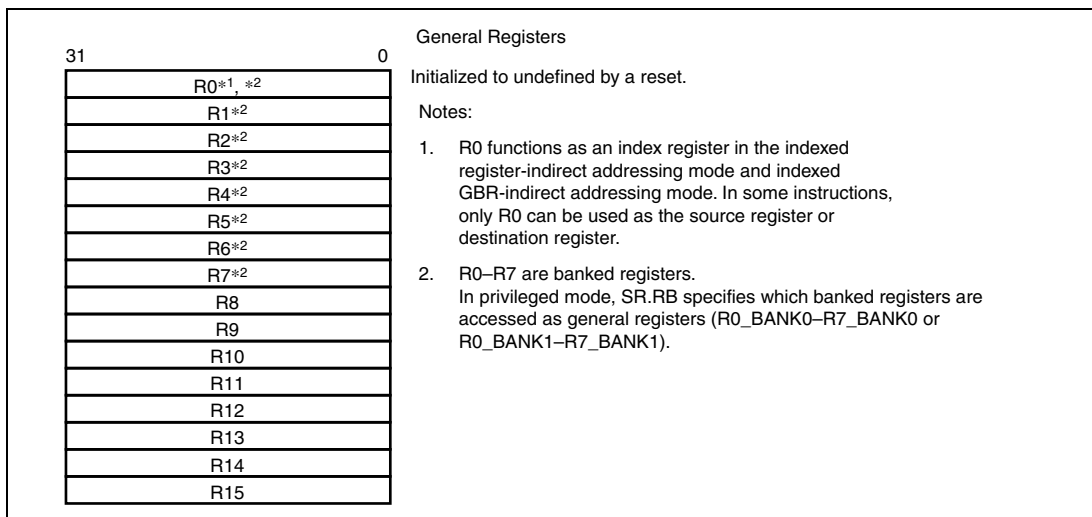 31 0
R0*1, *2
R1*2
R2*2
R3*2
R4*2
R5*2
R6*2
R7*2
R8
R9
R10
R11
R12
R13
R14
R15
General Registers
Initialized to undefined by a reset.
Notes:
1. R0 functions as an index register in the indexed
register-indirect addressing mode and indexed
GBR-indirect addressing mode. In some instructions,
only R0 can be used as the source register or
destination register.
2. R0–R7 are banked registers.
In privileged mode, SR.RB specifies which banked registers are
accessed as general registers (R0_BANK0–R7_BANK0 or
R0_BANK1–R7_BANK1).